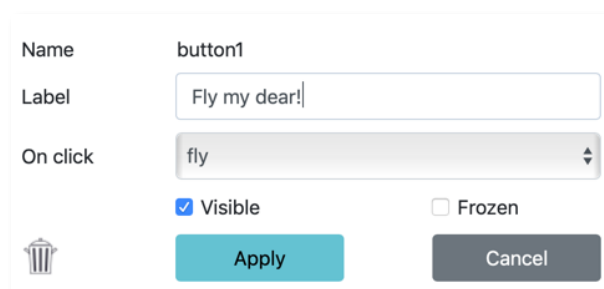 Name button1
Label Fly my dear!
On click fly
Visible Frozen
Apply Cancel